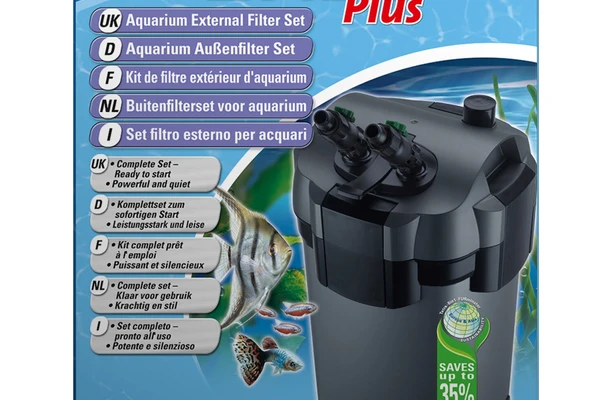 Plus
UK Aquarium External Filter Set
D Aquarium Außenfilter Set
F Kit de filtre extérieur d'aquarium
NL Buitenfilterset voor aquarium
I Set filtro esterno per acquari
UK • Complete Set –
Ready to start
• Powerful and quiet
D • Komplettset zum
sofortigen Start
• Leistungsstark und leise
F • Kit complet prêt
à l'emploi
• Puissant et silencieux
NL • Complete set –
Klaar voor gebruik
• Krachtig en stil
I • Set completo –
pronto all'uso
• Potente e silenzioso
SAVES
up to
35%